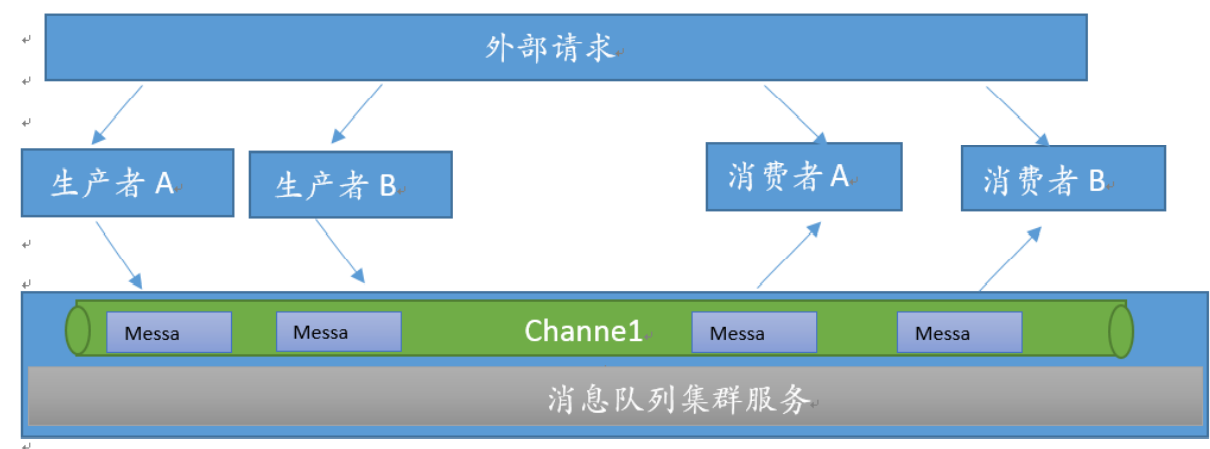 外部请求
生产者 A
生产者 B
消费者 A
消费者 B
Messa
Messa
Channe1
Messa
Messa
消息队列集群服务